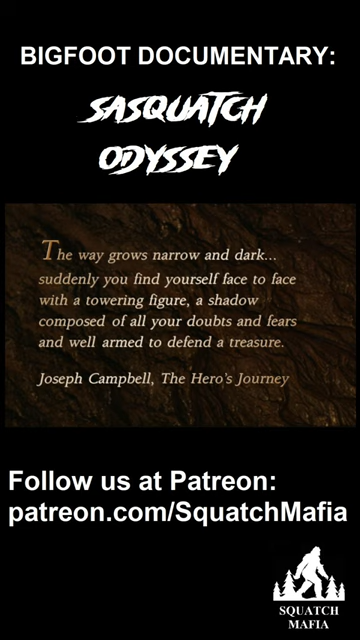 BIGFOOT DOCUMENTARY:
SASQUATCH
ODYSSEY
The way grows narrow and dark...
suddenly you find yourself face to face
with a towering figure, a shadow
composed of all your doubts and fears
and well armed to defend a treasure.
Joseph Campbell, The Hero's Journey
Follow us at Patreon:
patreon.com/SquatchMafia
SQUATCH
MAFIA